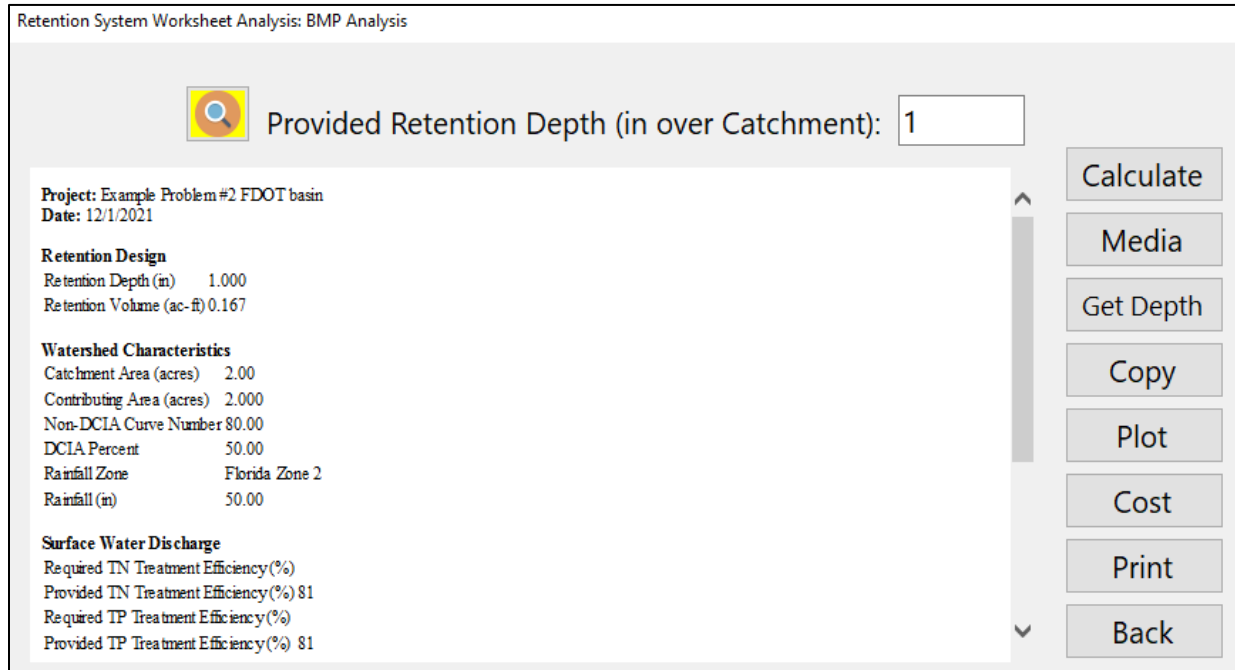 Retention System Worksheet Analysis: BMP Analysis
Provided Retention Depth (in over Catchment): 1
Project: Example Problem #2 FDOT basin
Date: 12/1/2021
Retention Design
Retention Depth (in) 1.000
Retention Volume (ac-ft) 0.167
Watershed Characteristics
Catchment Area (acres) 2.00
Contributing Area (acres) 2.000
Non-DCIA Curve Number 80.00
DCIA Percent 50.00
Rainfall Zone Florida Zone 2
Rainfall (in) 50.00
Surface Water Discharge
Required TN Treatment Efficiency (%)
Provided TN Treatment Efficiency (%) 81
Required TP Treatment Efficiency (%)
Provided TP Treatment Efficiency (%) 81
Calculate
Media
Get Depth
Copy
Plot
Cost
Print
Back